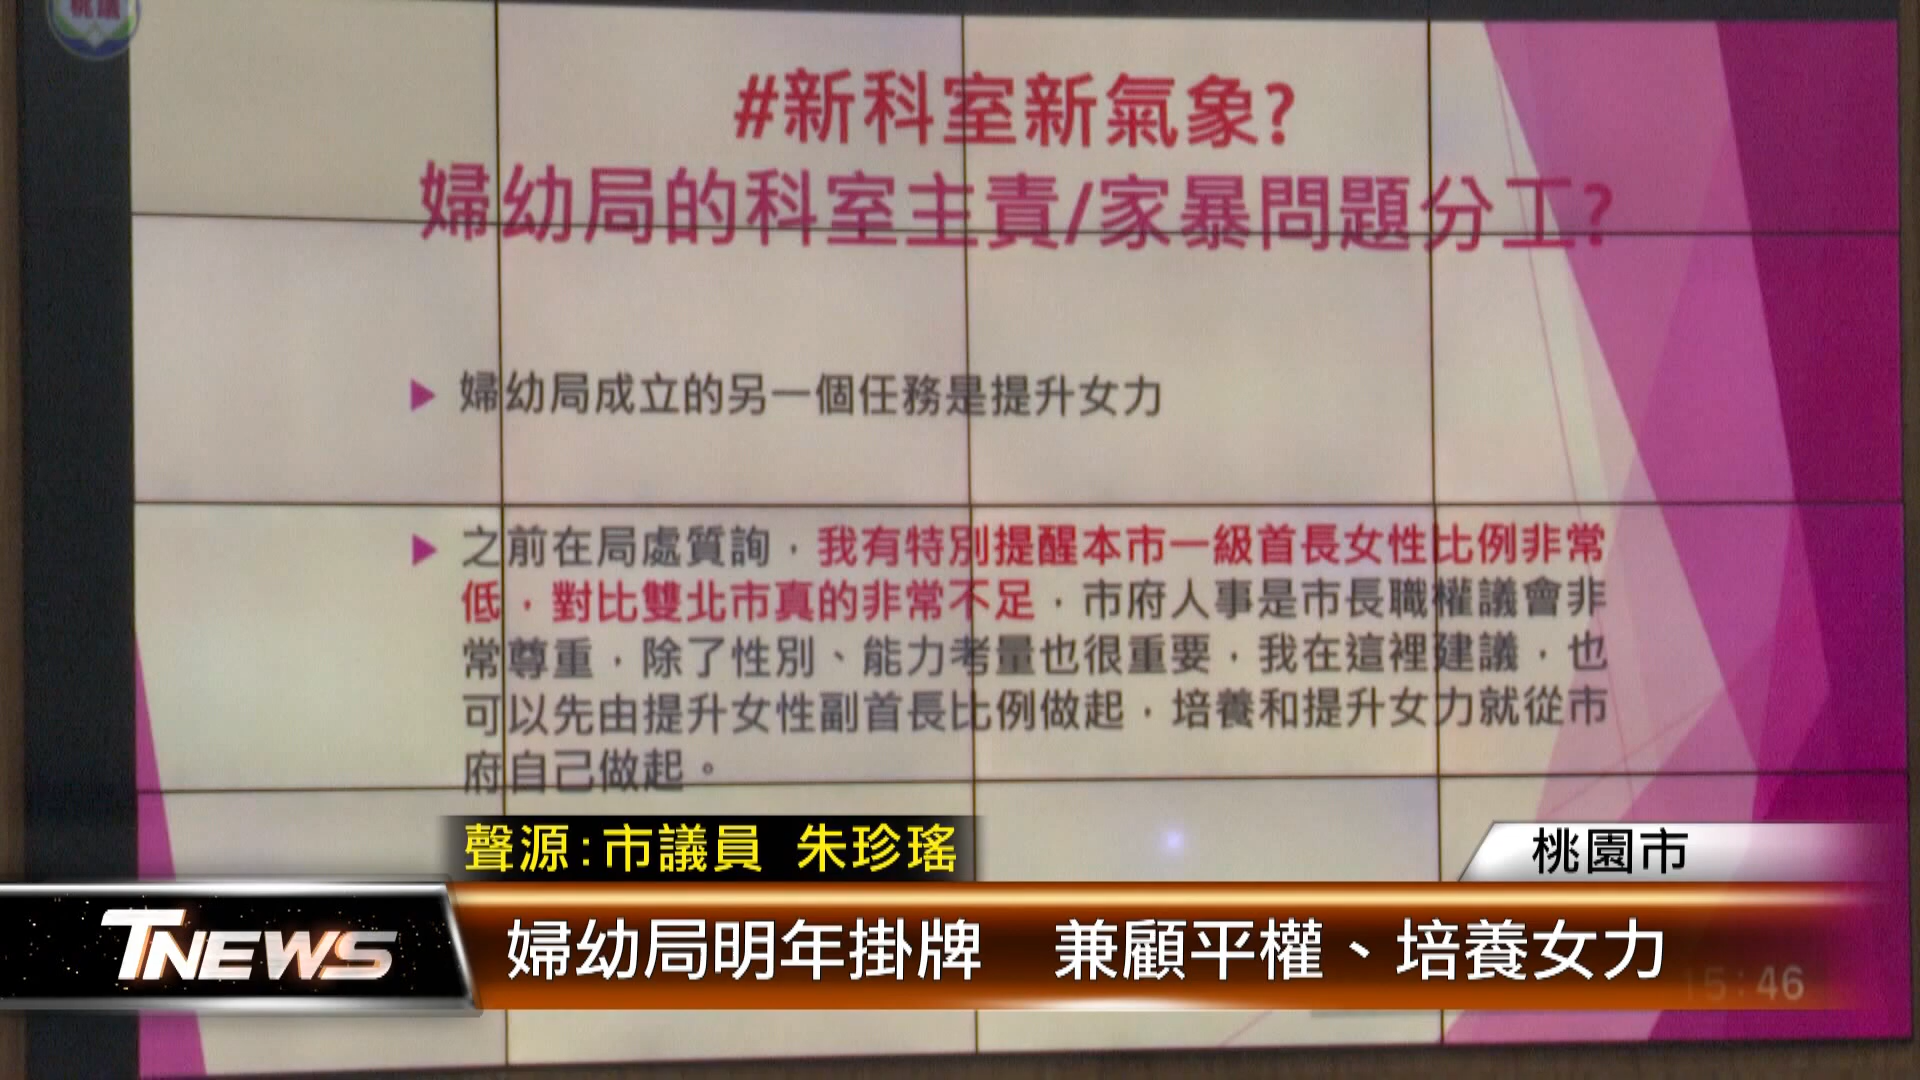 桃議
#新科室新氣象?
婦幼局的科室主責/家暴問題分工?
婦幼局成立的另一個任務是提升女力
之前在局處質詢，我有特別提醒本市一級首長女性比例非常
低，對比雙北市真的非常不足，市府人事是市長職權議會非
常尊重，除了性別、能力考量也很重要，我在這裡建議，也
可以先由提升女性副首長比例做起，培養和提升女力就從市
府自己做起。
聲源:市議員 朱珍瑤
桃園市
TNEWS
婦幼局明年掛牌 兼顧平權、培養女力
15:46